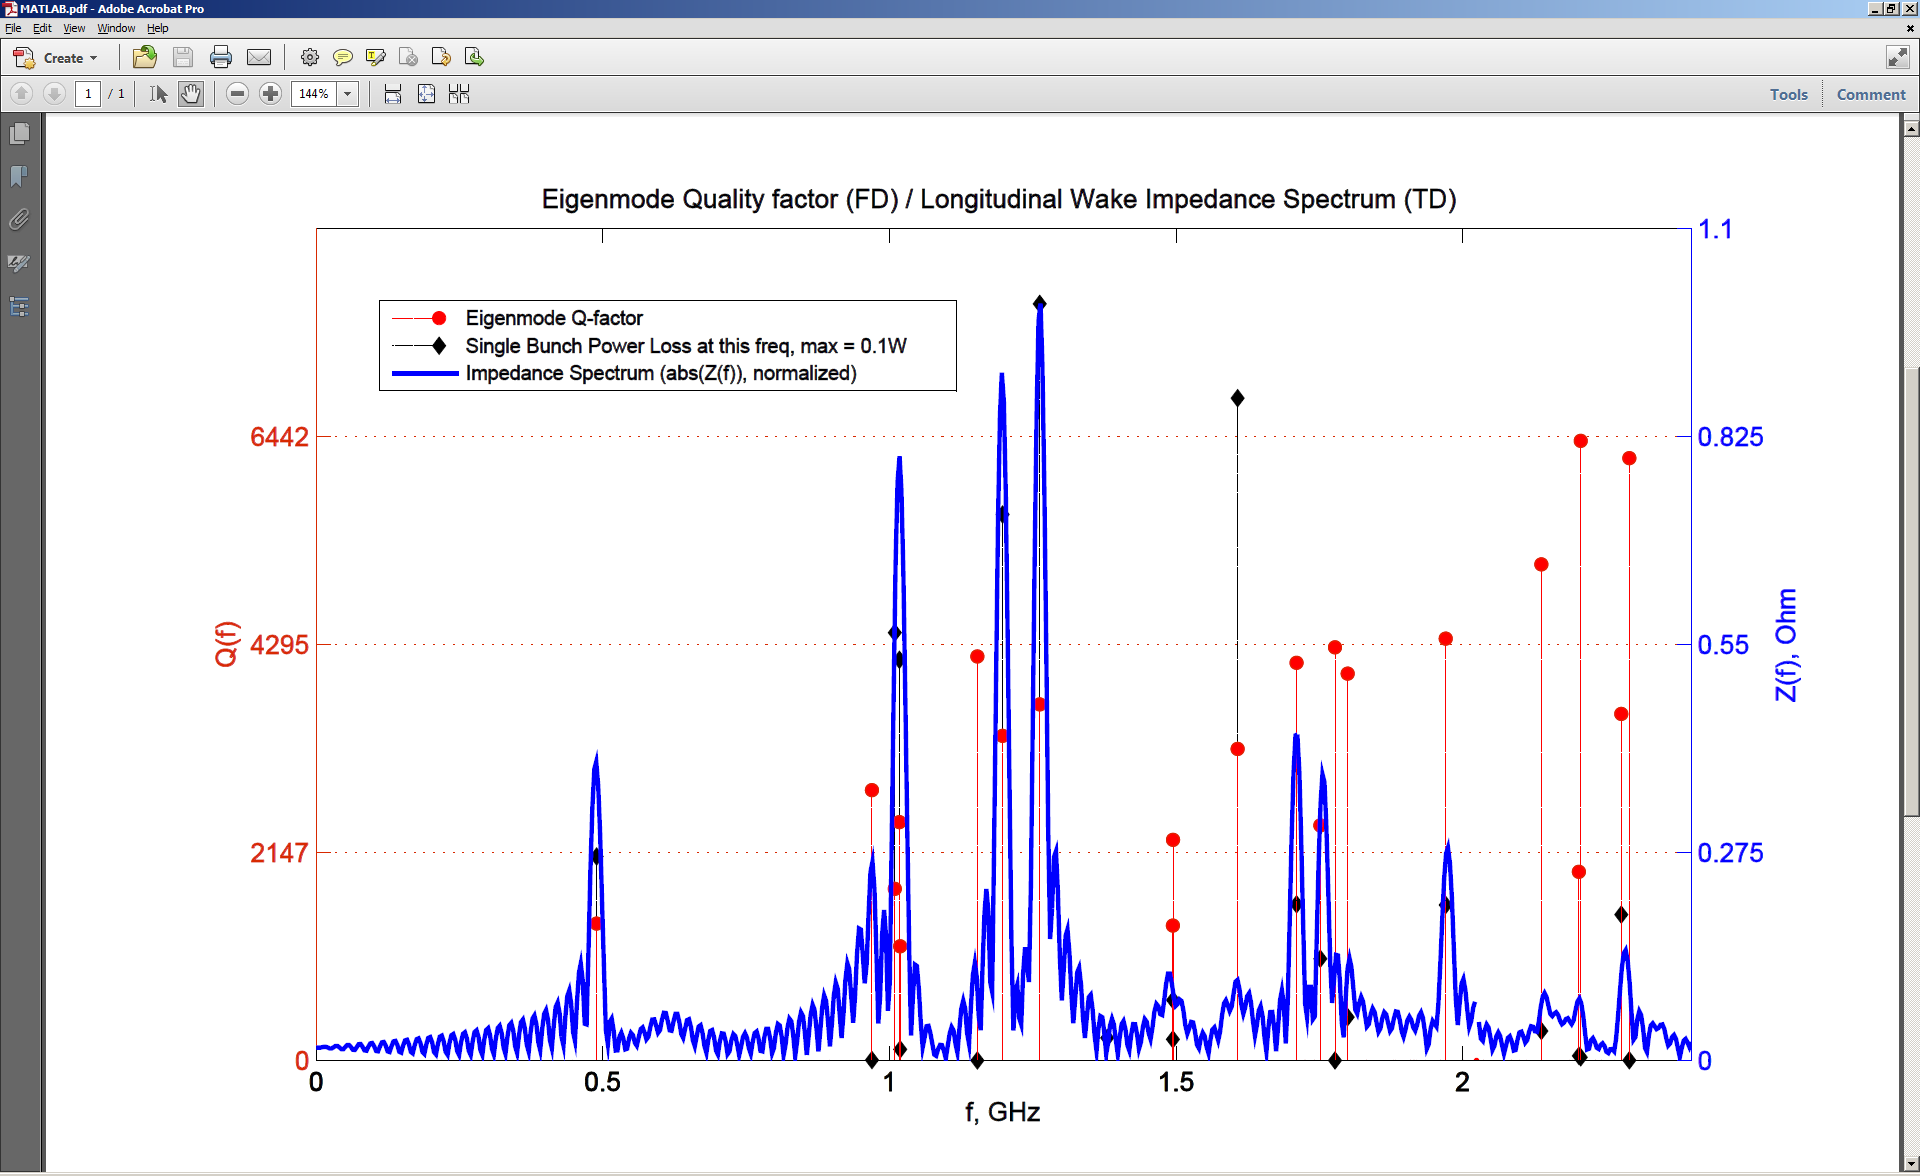 MATLAB.pdf - Adobe Acrobat Pro
File Edit View Window Help
Create
1 / 1 144% Tools Comment
Eigenmode Quality factor (FD) / Longitudinal Wake Impedance Spectrum (TD)
Eigenmode Q-factor
Single Bunch Power Loss at this freq, max = 0.1W
Impedance Spectrum (abs(Z(f)), normalized)
1.1
6442 0.825
4295 0.55
2147 0.275
0 0
Q(f)
Z(f), Ohm
0 0.5 1 1.5 2
f, GHz